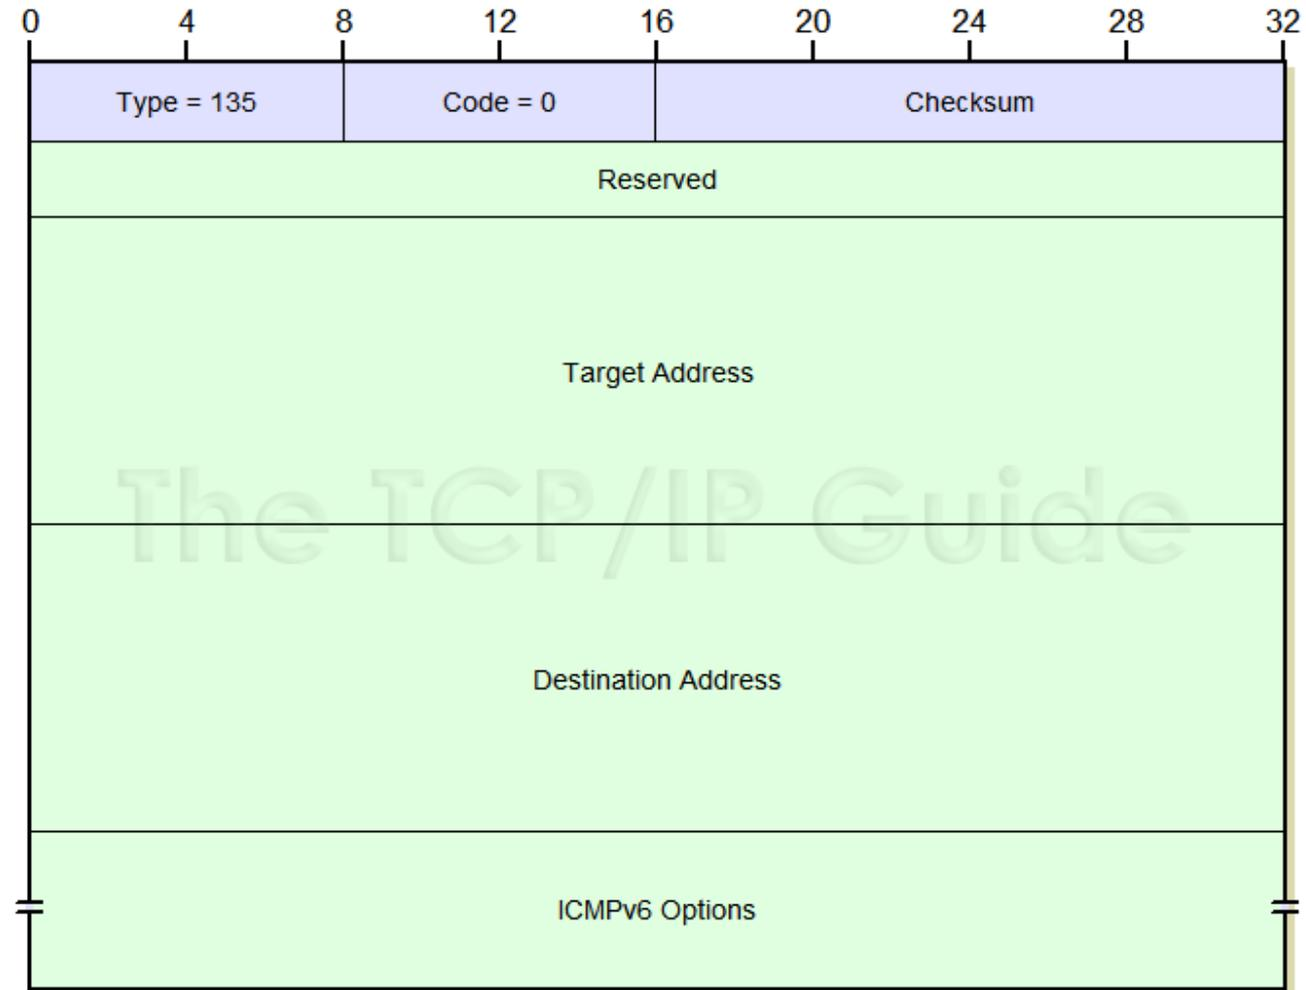 0 4 8 12 16 20 24 28 32
Type = 135 Code = 0 Checksum
Reserved
Target Address
The TCP/IP Guide
Destination Address
ICMPv6 Options